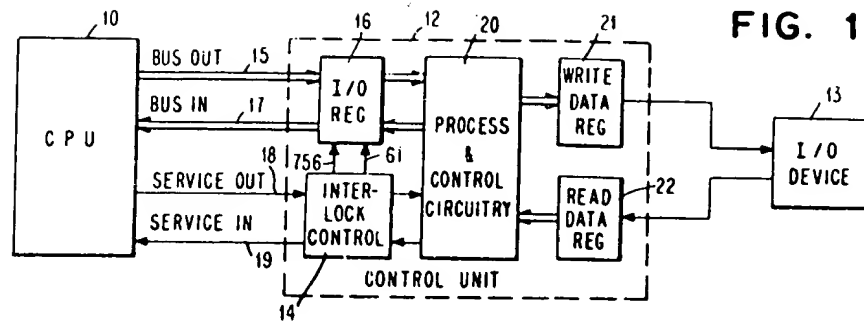 FIG. 1
10
12
16
20
21
13
BUS OUT
15
I/O
REG
WRITE
DATA
REG
BUS IN
17
CPU
PROCESS
&
CONTROL
CIRCUITRY
I/O
DEVICE
756
61
SERVICE OUT
18
INTER-
LOCK
CONTROL
READ
DATA
REG
22
SERVICE IN
19
14
CONTROL UNIT